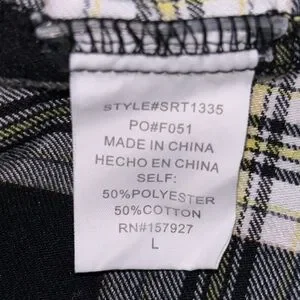 STYLE#SRT1335
PO#F051
MADE IN CHINA
HECHO EN CHINA
SELF:
50%POLYESTER
50%COTTON
RN#157927
L